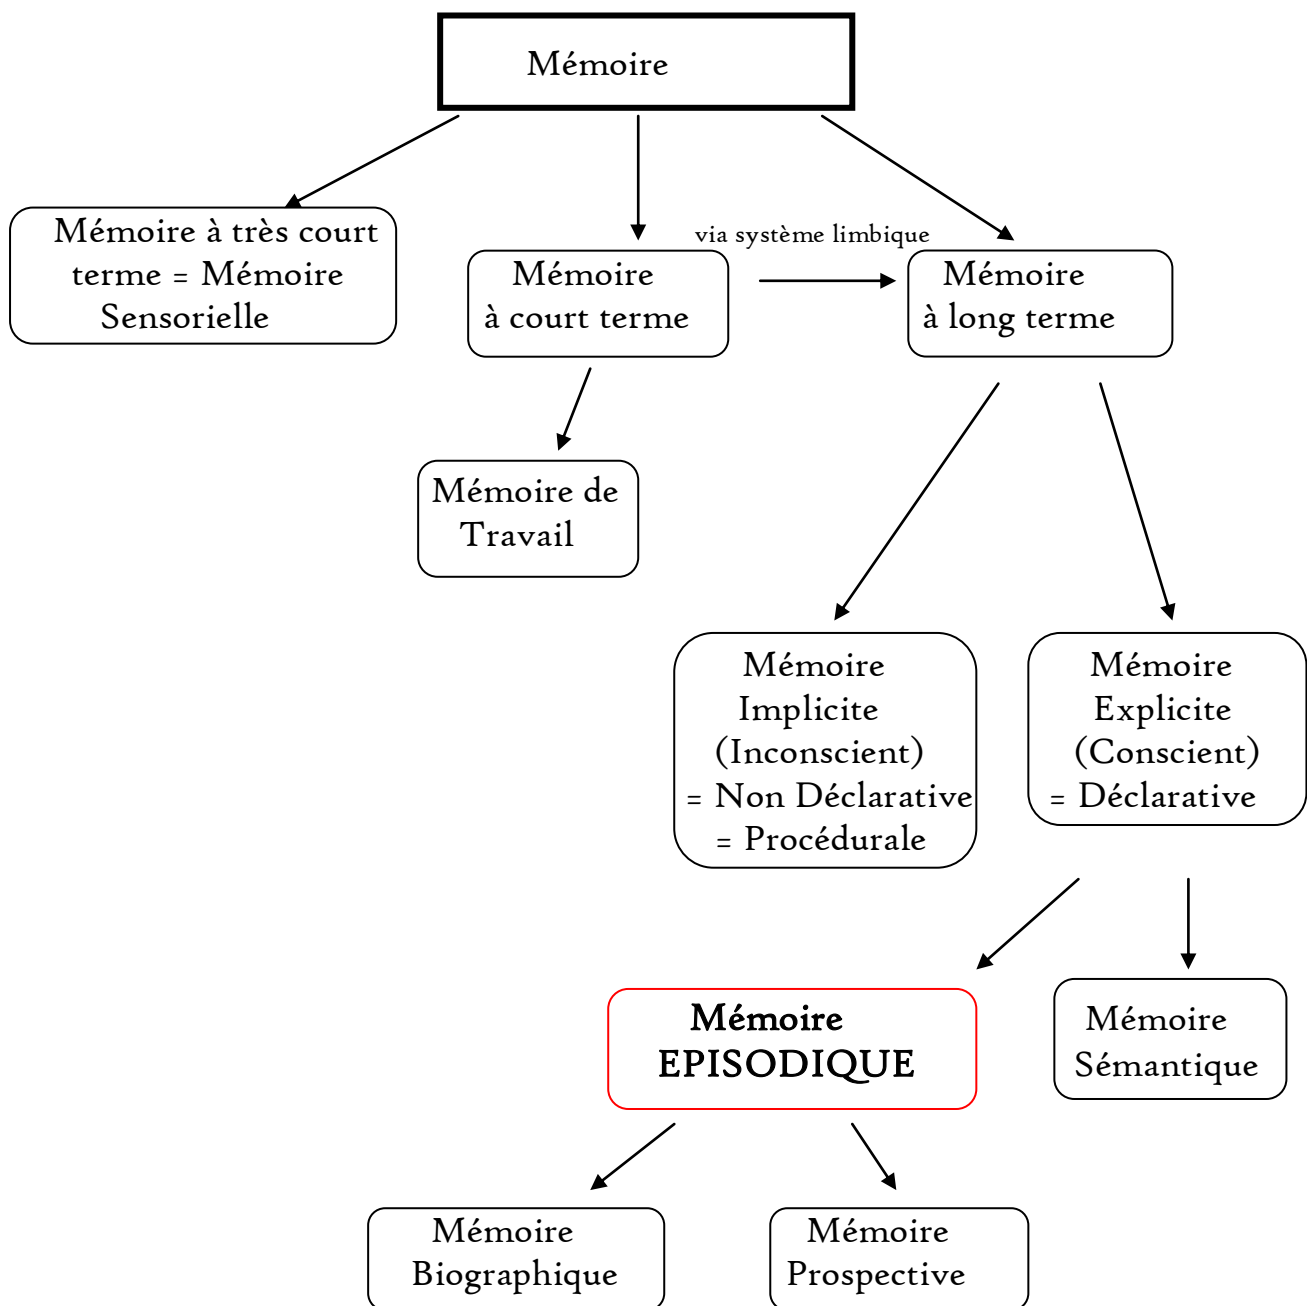 Mémoire
Mémoire à très court
terme = Mémoire
Sensorielle
via système limbique
Mémoire
à court terme
Mémoire
à long terme
Mémoire de
Travail
Mémoire
Implicite
(Inconscient)
= Non Déclarative
= Procédurale
Mémoire
Explicite
(Conscient)
= Déclarative
Mémoire
EPISODIQUE
Mémoire
Sémantique
Mémoire
Biographique
Mémoire
Prospective